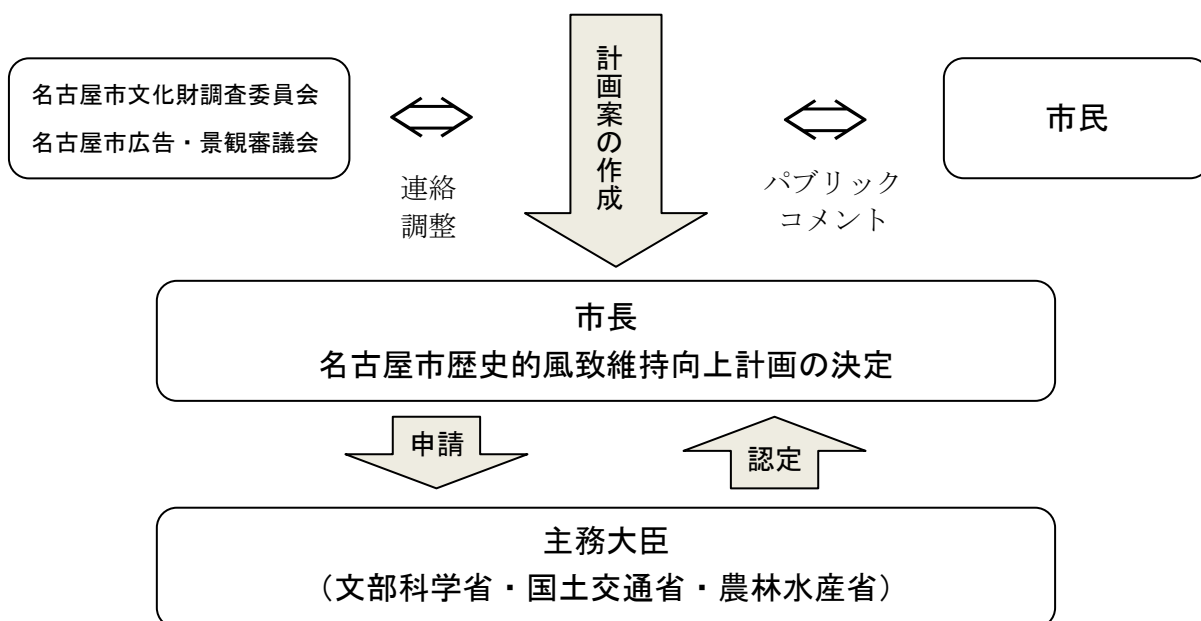 名古屋市文化財調査委員会
名古屋市広告・景観審議会
連絡
調整
計画案の作成
パブリック
コメント
市民
市長
名古屋市歴史的風致維持向上計画の決定
申請
認定
主務大臣
（文部科学省・国土交通省・農林水産省）